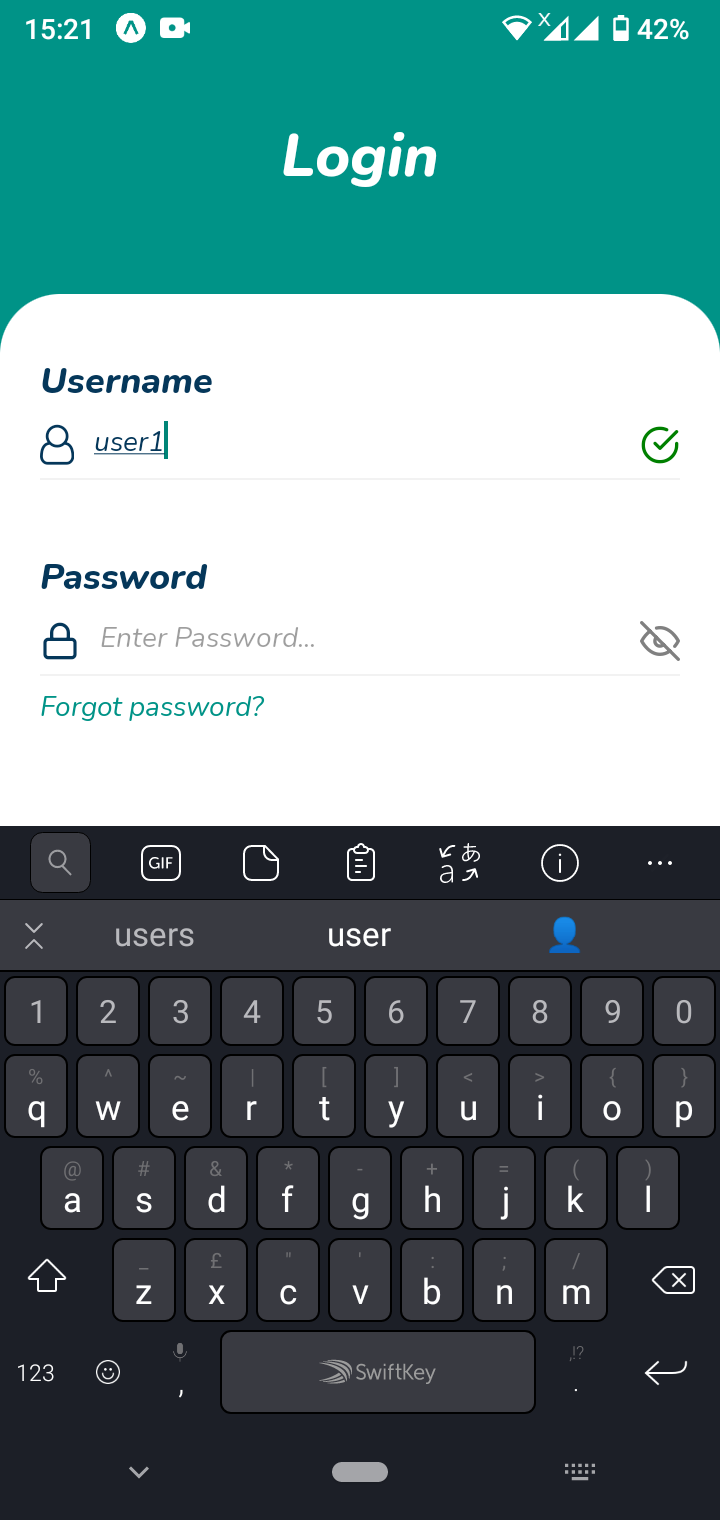 15:21 X 42%
Login
Username
user1
Password
Enter Password...
Forgot password?
GIF a あ i ...
users user
1 2 3 4 5 6 7 8 9 0
% ^ ~ | [ ] < > { }
q w e r t y u i o p
@ # & * - + = ( )
a s d f g h j k l
_ £ " ' : ; /
z x c v b n m
123 , SwiftKey ,!? .